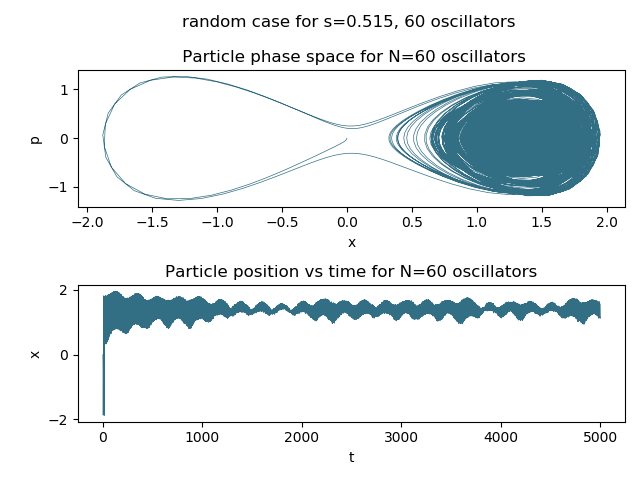 random case for s=0.515, 60 oscillators
Particle phase space for N=60 oscillators
1
0
−1
p
−2.0 −1.5 −1.0 −0.5 0.0 0.5 1.0 1.5 2.0
x
Particle position vs time for N=60 oscillators
2
0
−2
x
0 1000 2000 3000 4000 5000
t